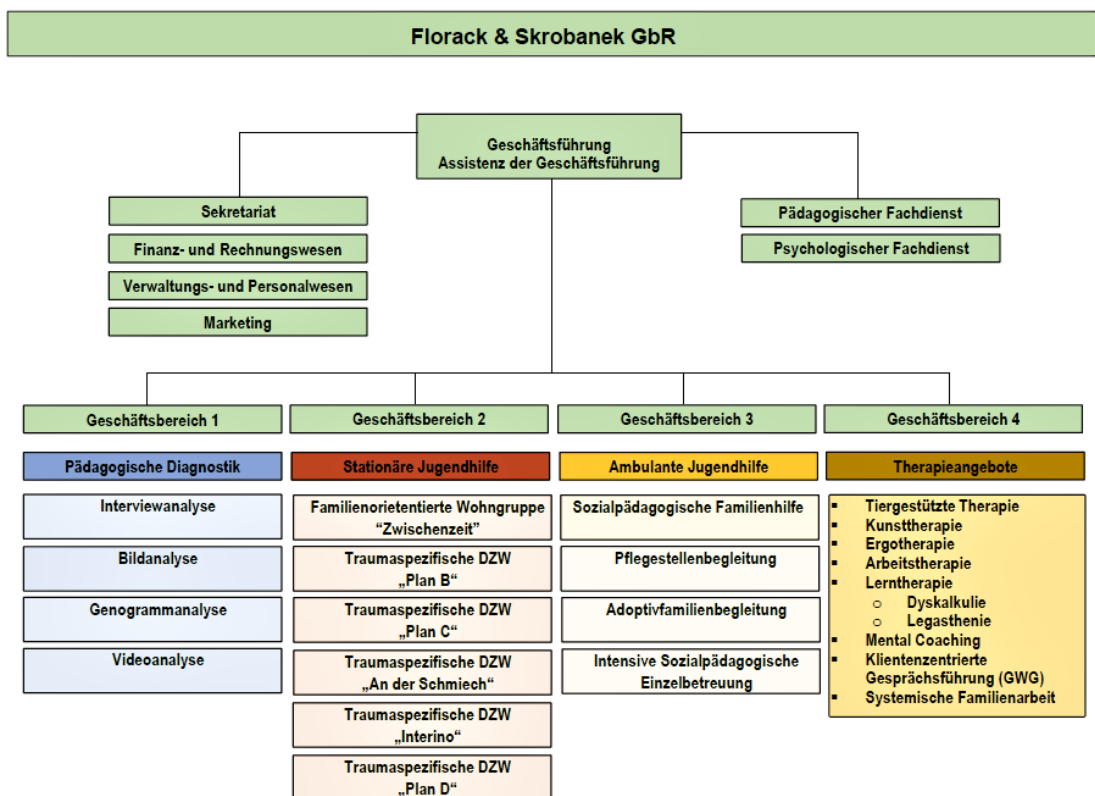 Florack & Skrobanek GbR
Geschäftsführung
Assistenz der Geschäftsführung
Sekretariat
Finanz- und Rechnungswesen
Verwaltungs- und Personalwesen
Marketing
Pädagogischer Fachdienst
Psychologischer Fachdienst
Geschäftsbereich 1
Pädagogische Diagnostik
Interviewanalyse
Bildanalyse
Genogrammanalyse
Videoanalyse
Geschäftsbereich 2
Stationäre Jugendhilfe
Familienorientierte Wohngruppe
“Zwischenzeit”
Traumaspezifische DZW
„Plan B“
Traumaspezifische DZW
„Plan C“
Traumaspezifische DZW
„An der Schmiech“
Traumaspezifische DZW
„Interino“
Traumaspezifische DZW
„Plan D“
Geschäftsbereich 3
Ambulante Jugendhilfe
Sozialpädagogische Familienhilfe
Pflegestellenbegleitung
Adoptivfamilienbegleitung
Intensive Sozialpädagogische
Einzelbetreuung
Geschäftsbereich 4
Therapieangebote
▪ Tiergestützte Therapie
▪ Kunsttherapie
▪ Ergotherapie
▪ Arbeitstherapie
▪ Lerntherapie
o Dyskalkulie
o Legasthenie
▪ Mental Coaching
▪ Klientenzentrierte
Gesprächsführung (GWG)
▪ Systemische Familienarbeit